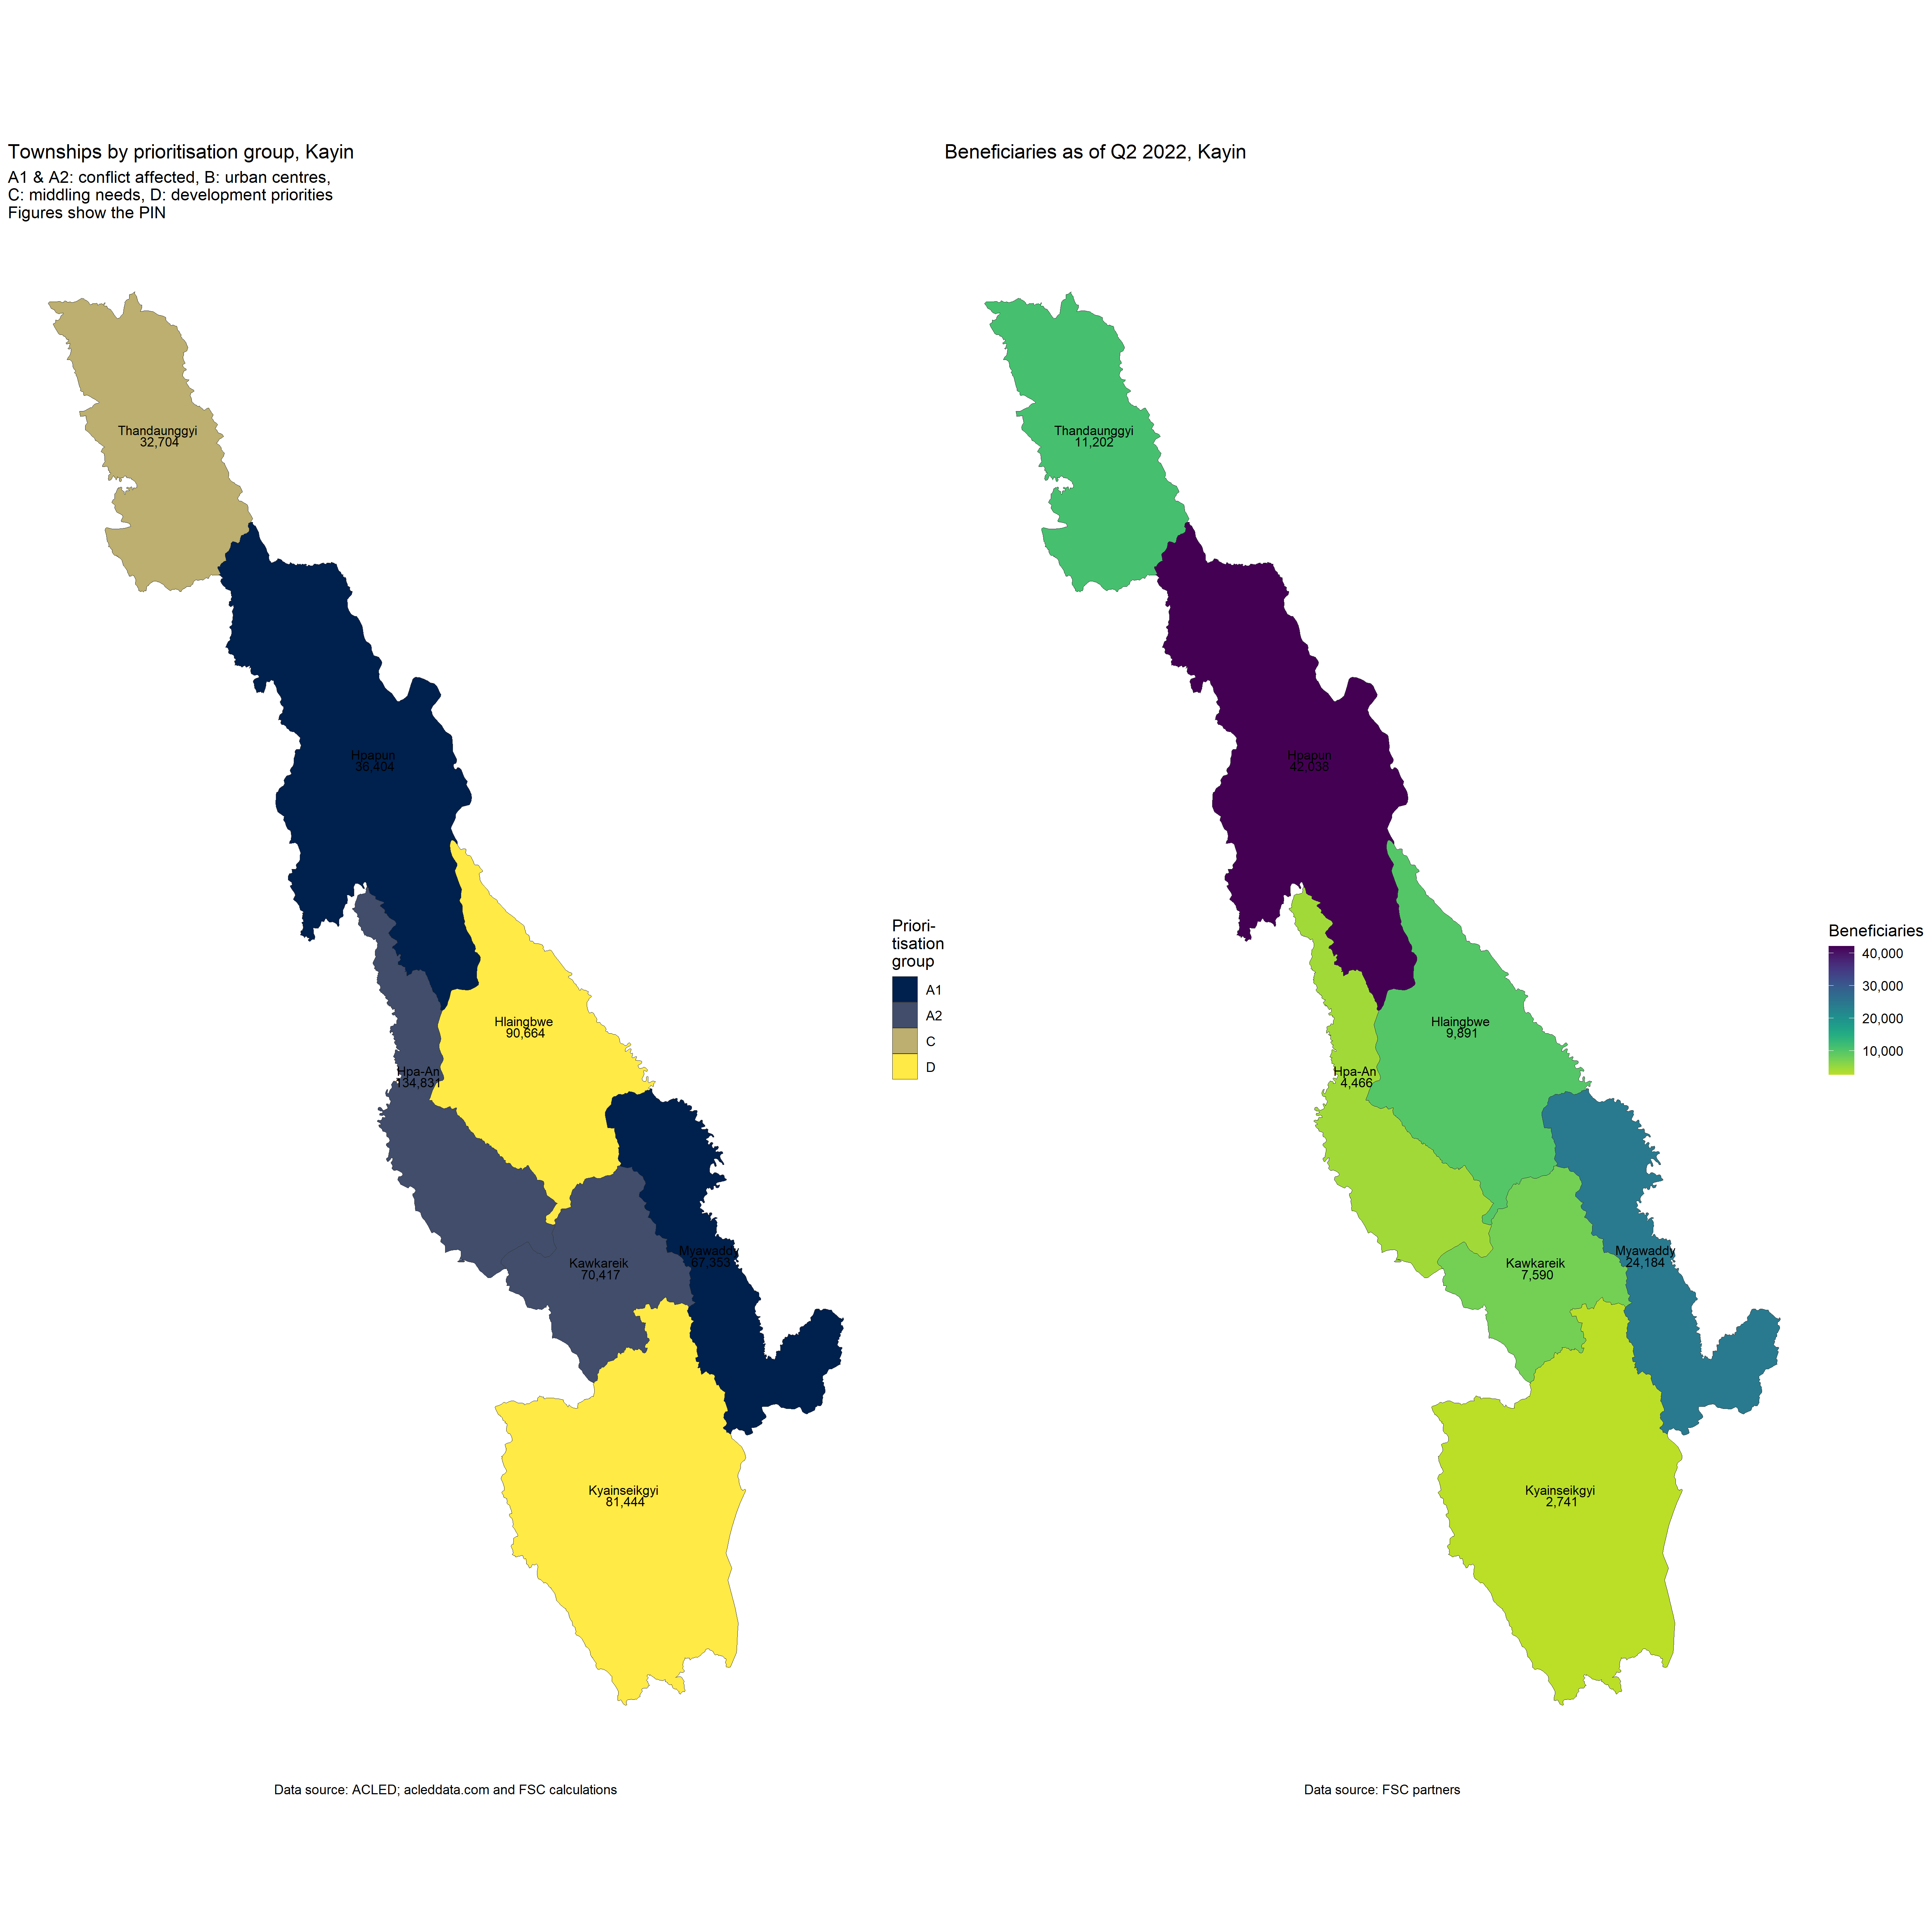 Townships by prioritisation group, Kayin
A1 & A2: conflict affected, B: urban centres,
C: middling needs, D: development priorities
Figures show the PIN
Thandaunggyi
32,704
Hpapun
36,404
Hlaingbwe
90,664
Hpa-An
134,831
Myawaddy
67,353
Kawkareik
70,417
Kyainseikgyi
81,444
Priori-
tisation
group
A1
A2
C
D
Data source: ACLED; acleddata.com and FSC calculations
Beneficiaries as of Q2 2022, Kayin
Thandaunggyi
11,202
Hpapun
42,038
Hlaingbwe
9,891
Hpa-An
4,466
Myawaddy
24,184
Kawkareik
7,590
Kyainseikgyi
2,741
Beneficiaries
40,000
30,000
20,000
10,000
Data source: FSC partners